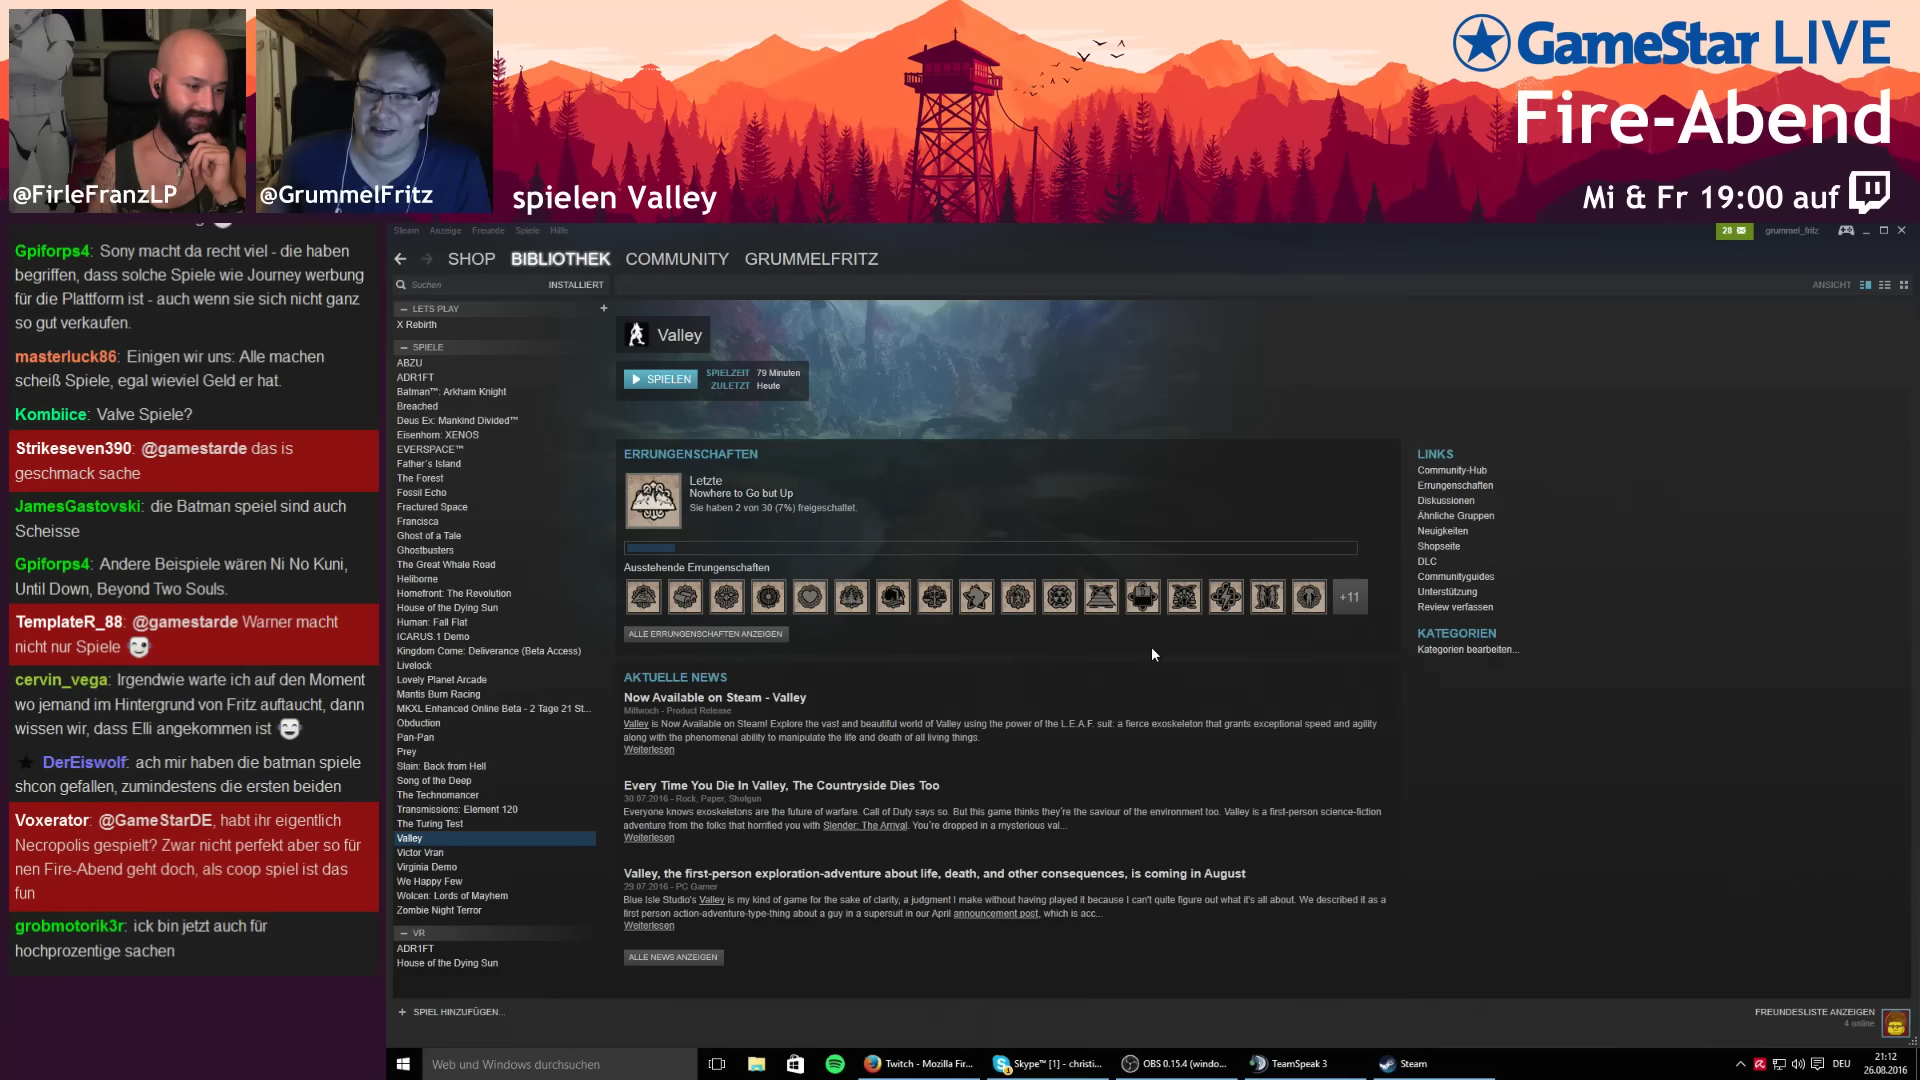 @FirleFranzLP
@GrummelFritz
spielen Valley
GameStar LIVE
Fire-Abend
Mi & Fr 19:00 auf
Gpiforps4: Sony macht da recht viel - die haben
begriffen, dass solche Spiele wie Journey werbung
für die Plattform ist - auch wenn sie sich nicht ganz
so gut verkaufen.
masterluck86: Einigen wir uns: Alle machen
scheiß Spiele, egal wieviel Geld er hat.
Kombiice: Valve Spiele?
Strikeseven390: @gamestarde das is
geschmack sache
JamesGastovski: die Batman speiel sind auch
Scheisse
Gpiforps4: Andere Beispiele wären Ni No Kuni,
Until Down, Beyond Two Souls.
TemplateR_88: @gamestarde Warner macht
nicht nur Spiele
cervin_vega: Irgendwie warte ich auf den Moment
wo jemand im Hintergrund von Fritz auftaucht, dann
wissen wir, dass Elli angekommen ist
DerEiswolf: ach mir haben die batman spiele
shcon gefallen, zumindestens die ersten beiden
Voxerator: @GameStarDE, habt ihr eigentlich
Necropolis gespielt? Zwar nicht perfekt aber so für
nen Fire-Abend geht doch, als coop spiel ist das
fun
grobmotorik3r: ick bin jetzt auch für
hochprozentige sachen
Steam Anzeige Freunde Spiele Hilfe
28
grummel_fritz
SHOP BIBLIOTHEK COMMUNITY GRUMMELFRITZ
Suchen
INSTALLIERT
ANSICHT
– LETS PLAY
X Rebirth
– SPIELE
ABZU
ADR1FT
Batman™: Arkham Knight
Breached
Deus Ex: Mankind Divided™
Eisenhorn: XENOS
EVERSPACE™
Father´s Island
The Forest
Fossil Echo
Fractured Space
Francisca
Ghost of a Tale
Ghostbusters
The Great Whale Road
Heliborne
Homefront: The Revolution
House of the Dying Sun
Human: Fall Flat
ICARUS.1 Demo
Kingdom Come: Deliverance (Beta Access)
Livelock
Lovely Planet Arcade
Mantis Burn Racing
MKXL Enhanced Online Beta - 2 Tage 21 St...
Obduction
Pan-Pan
Prey
Slain: Back from Hell
Song of the Deep
The Technomancer
Transmissions: Element 120
The Turing Test
Valley
Victor Vran
Virginia Demo
We Happy Few
Wolcen: Lords of Mayhem
Zombie Night Terror
– VR
ADR1FT
House of the Dying Sun
+ SPIEL HINZUFÜGEN...
Valley
SPIELEN
SPIELZEIT 79 Minuten
ZULETZT Heute
ERRUNGENSCHAFTEN
Letzte
Nowhere to Go but Up
Sie haben 2 von 30 (7%) freigeschaltet.
Ausstehende Errungenschaften
+11
ALLE ERRUNGENSCHAFTEN ANZEIGEN
AKTUELLE NEWS
Now Available on Steam - Valley
Mittwoch - Product Release
Valley is Now Available on Steam! Explore the vast and beautiful world of Valley using the power of the L.E.A.F. suit: a fierce exoskeleton that grants exceptional speed and agility
along with the phenomenal ability to manipulate the life and death of all living things.
Weiterlesen
Every Time You Die In Valley, The Countryside Dies Too
30.07.2016 - Rock, Paper, Shotgun
Everyone knows exoskeletons are the future of warfare. Call of Duty says so. But this game thinks they're the saviour of the environment too. Valley is a first-person science-fiction
adventure from the folks that horrified you with Slender: The Arrival. You're dropped in a mysterious val...
Weiterlesen
Valley, the first-person exploration-adventure about life, death, and other consequences, is coming in August
29.07.2016 - PC Gamer
Blue Isle Studio's Valley is my kind of game for the sake of clarity, a judgment I make without having played it because I can't quite figure out what it's all about. We described it as a
first person action-adventure-type-thing about a guy in a supersuit in our April announcement post, which is acc...
Weiterlesen
ALLE NEWS ANZEIGEN
LINKS
Community-Hub
Errungenschaften
Diskussionen
Ähnliche Gruppen
Neuigkeiten
Shopseite
DLC
Communityguides
Unterstützung
Review verfassen
KATEGORIEN
Kategorien bearbeiten...
FREUNDESLISTE ANZEIGEN
4 online
Web und Windows durchsuchen
Twitch - Mozilla Fir...
Skype™ [1] - christi...
OBS 0.15.4 (windo...
TeamSpeak 3
Steam
DEU
21:12
26.08.2016